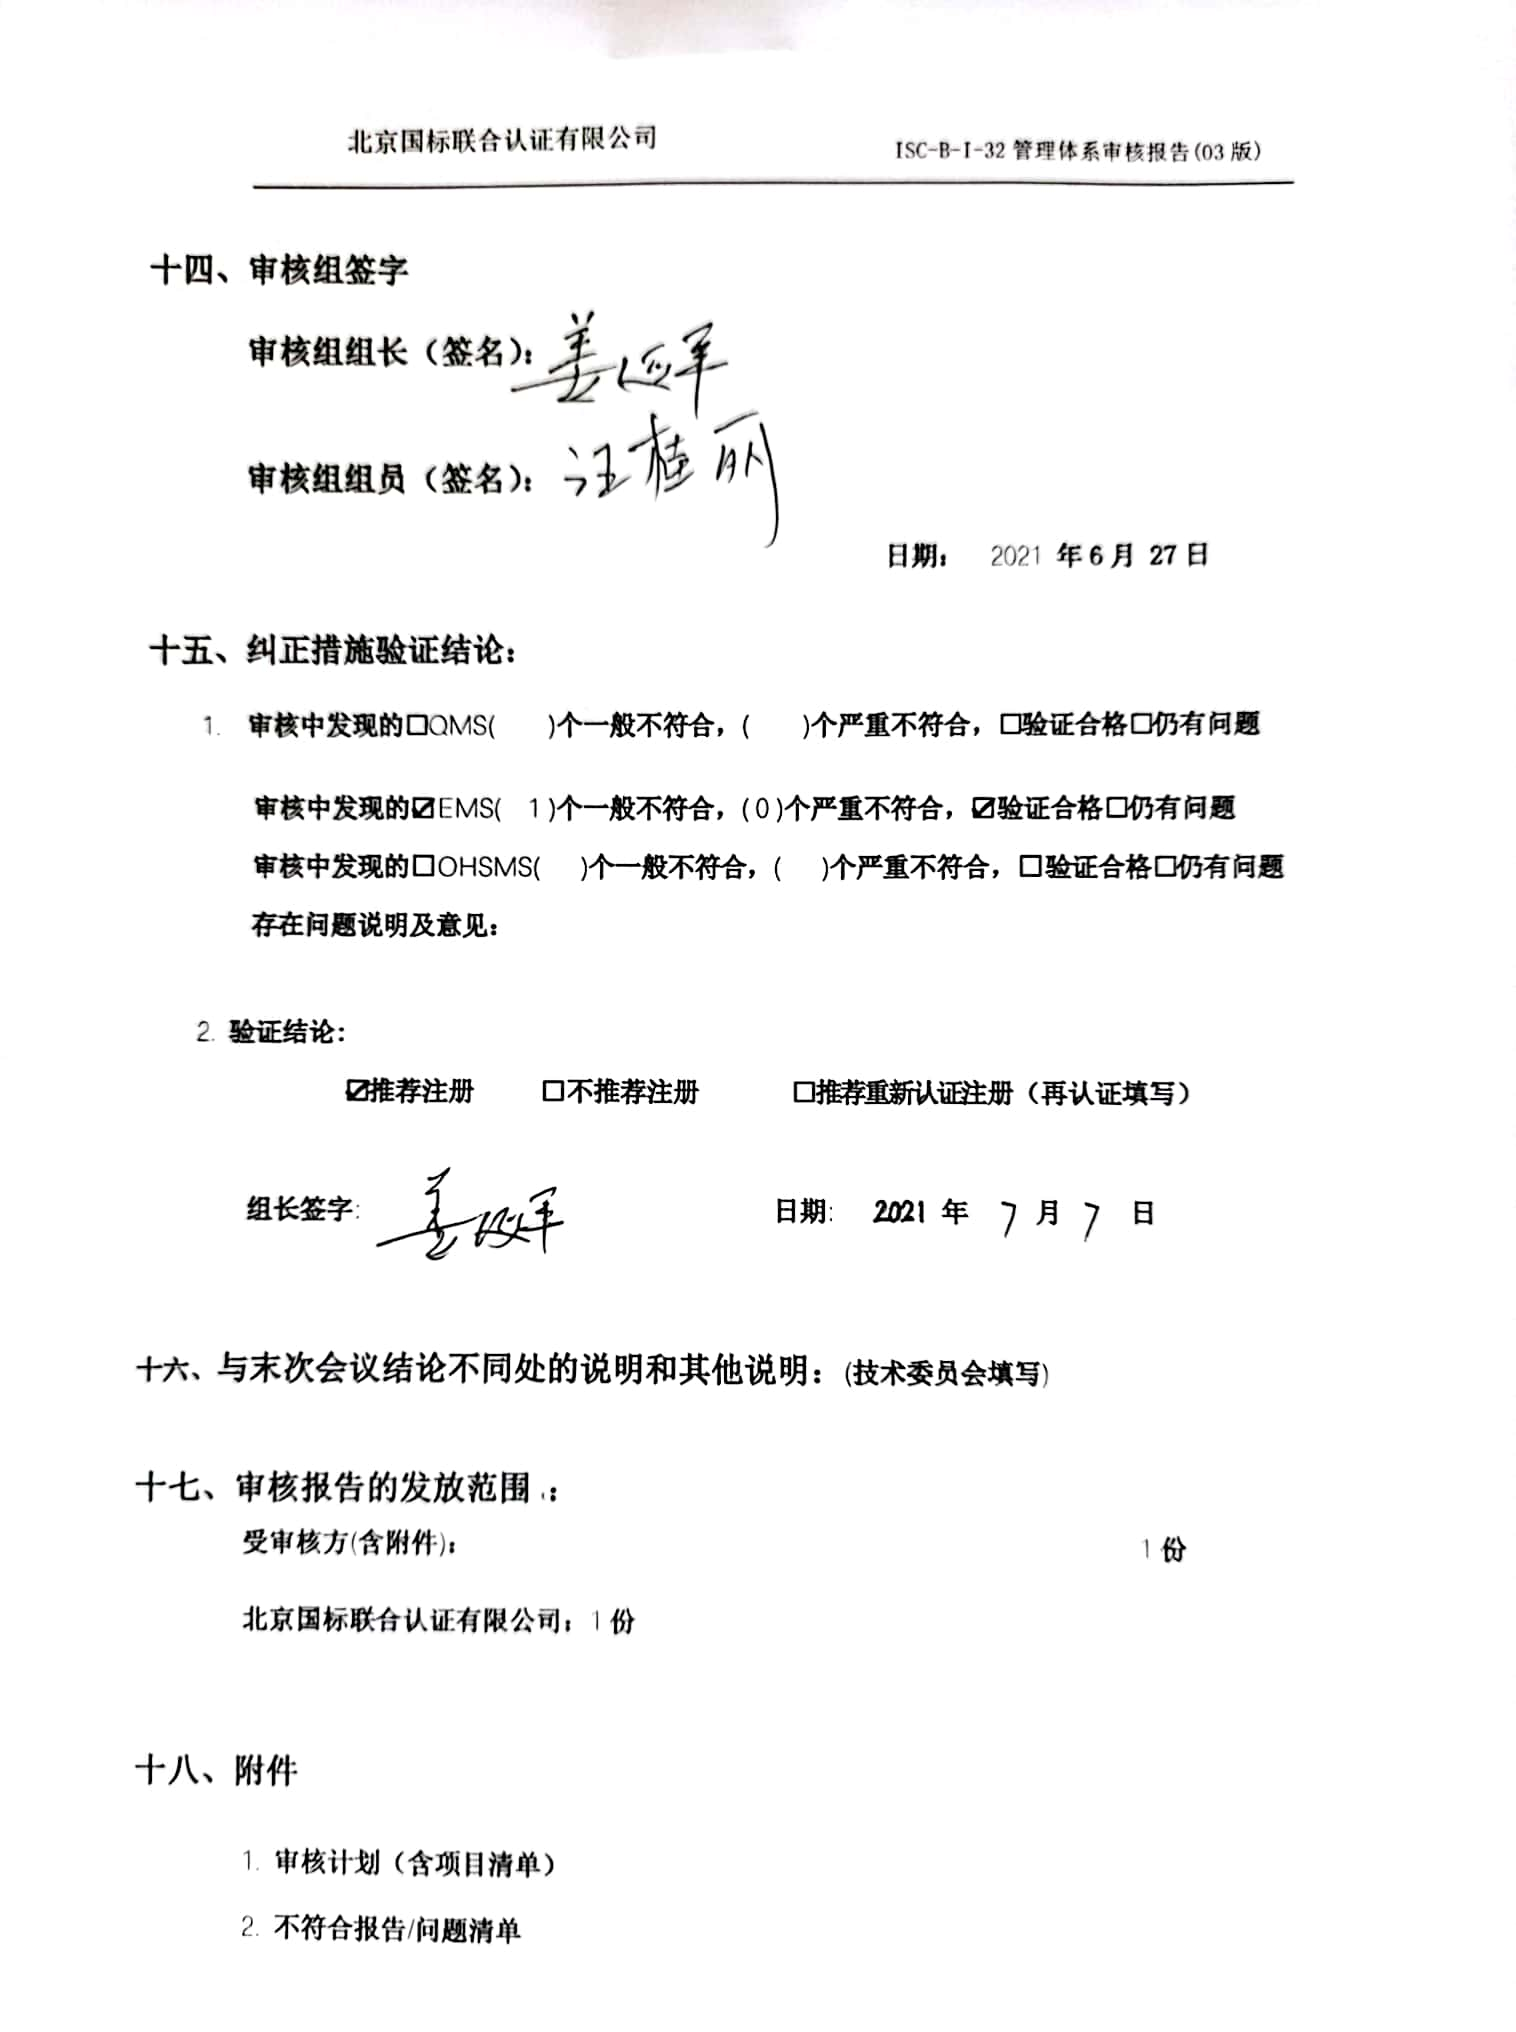 北京国标联合认证有限公司 ISC-B-I-32 管理体系审核报告(03 版)
十四、审核组签字
审核组组长（签名）：
审核组组员（签名）：汪桂丽
日期： 2021 年 6 月 27 日
十五、纠正措施验证结论：
1. 审核中发现的☐QMS( )个一般不符合，( )个严重不符合，☐验证合格☐仍有问题
审核中发现的☑EMS( 1 )个一般不符合，( 0 )个严重不符合，☑验证合格☐仍有问题
审核中发现的☐OHSMS( )个一般不符合，( )个严重不符合，☐验证合格☐仍有问题
存在问题说明及意见：
2. 验证结论：
☑推荐注册 ☐不推荐注册 ☐推荐重新认证注册（再认证填写）
组长签字: 日期: 2021 年 7 月 7 日
十六、与末次会议结论不同处的说明和其他说明：(技术委员会填写)
十七、审核报告的发放范围.：
受审核方(含附件)： 1 份
北京国标联合认证有限公司：1 份
十八、附件
1. 审核计划（含项目清单）
2. 不符合报告/问题清单